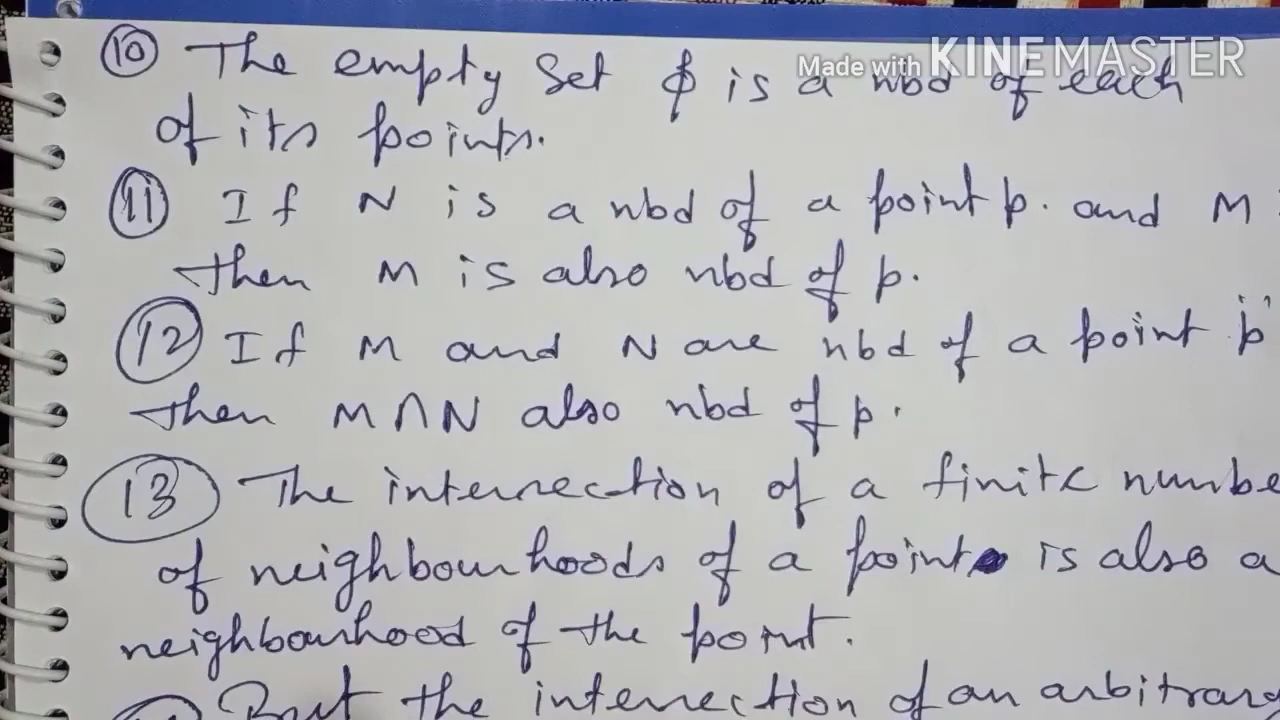 Made with KINEMASTER
10 The empty Set ϕ is a nbd of each
of its points.
11 If N is a nbd of a point p. and M
then M is also nbd of p.
12 If M and N are nbd of a point p
then M∩N also nbd of p.
13 The intersection of a finite numbe
of neighbourhoods of a point is also a
neighbourhood of the point.
But the intersection of an arbitrary